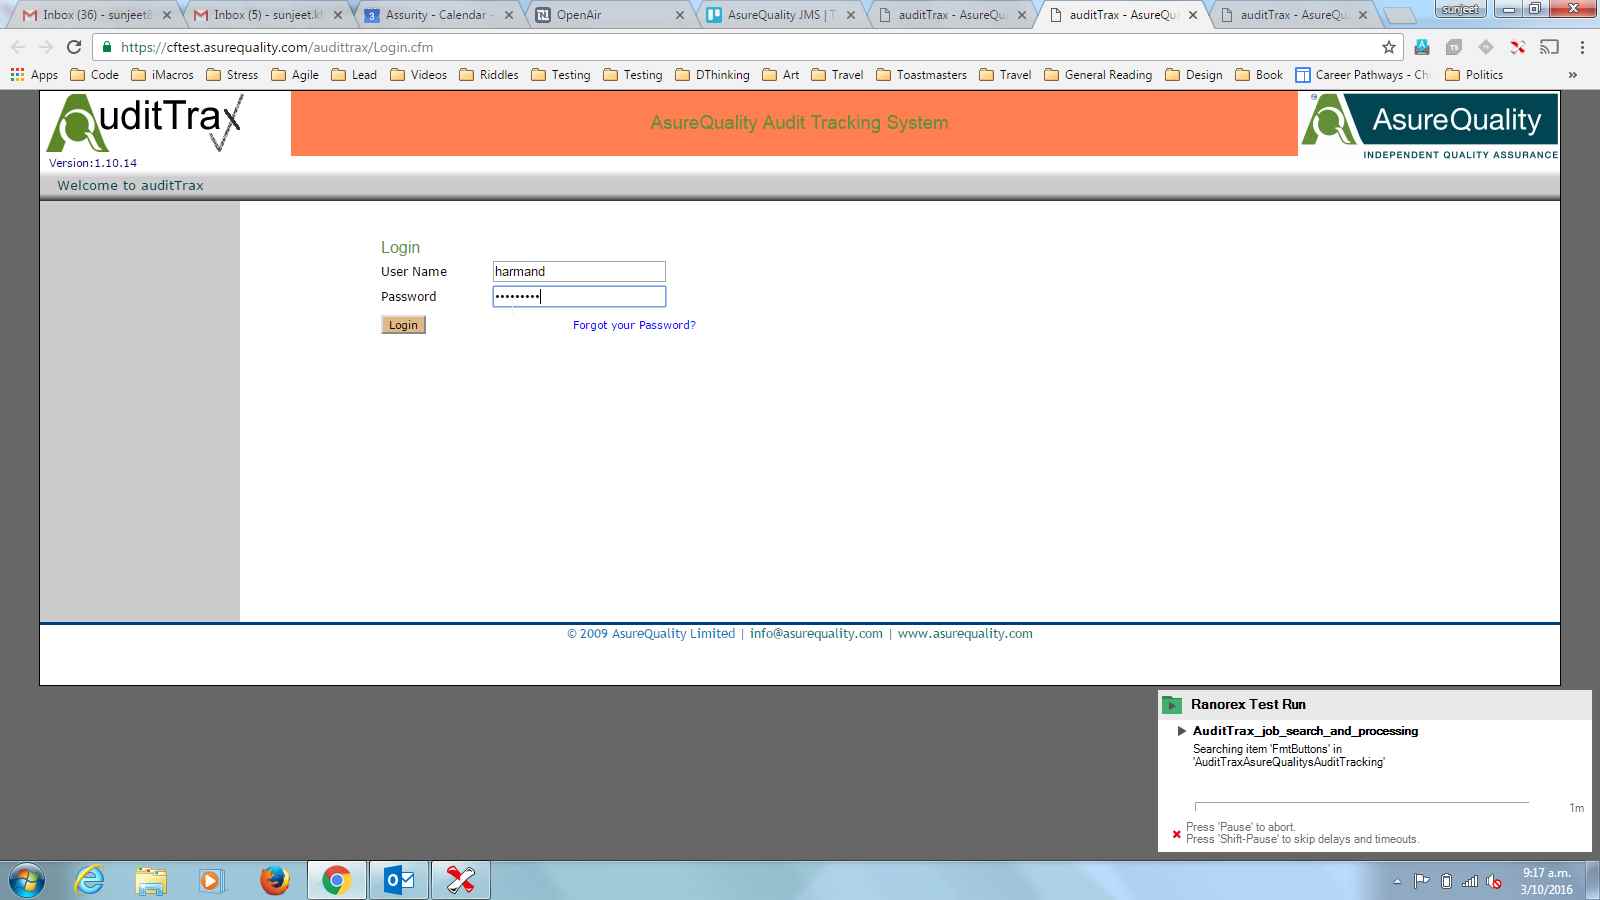 Inbox (36) - sunjeet8
Inbox (5) - sunjeet.kh
Assurity - Calendar -
OpenAir
AsureQuality JMS | T
auditTrax - AsureQu
auditTrax - AsureQu
auditTrax - AsureQu
sunjeet
https://cftest.asurequality.com/audittrax/Login.cfm
Apps
Code
iMacros
Stress
Agile
Lead
Videos
Riddles
Testing
Testing
DThinking
Art
Travel
Toastmasters
Travel
General Reading
Design
Book
Career Pathways - Ch
Politics
»
AuditTrax
Version:1.10.14
AsureQuality Audit Tracking System
AsureQuality
INDEPENDENT QUALITY ASSURANCE
Welcome to auditTrax
Login
User Name
harmand
Password
•••••••••
Login
Forgot your Password?
© 2009 AsureQuality Limited | info@asurequality.com | www.asurequality.com
Ranorex Test Run
AuditTrax_job_search_and_processing
Searching item 'FmtButtons' in
'AuditTraxAsureQualitysAuditTracking'
1m
Press 'Pause' to abort.
Press 'Shift-Pause' to skip delays and timeouts.
9:17 a.m.
3/10/2016